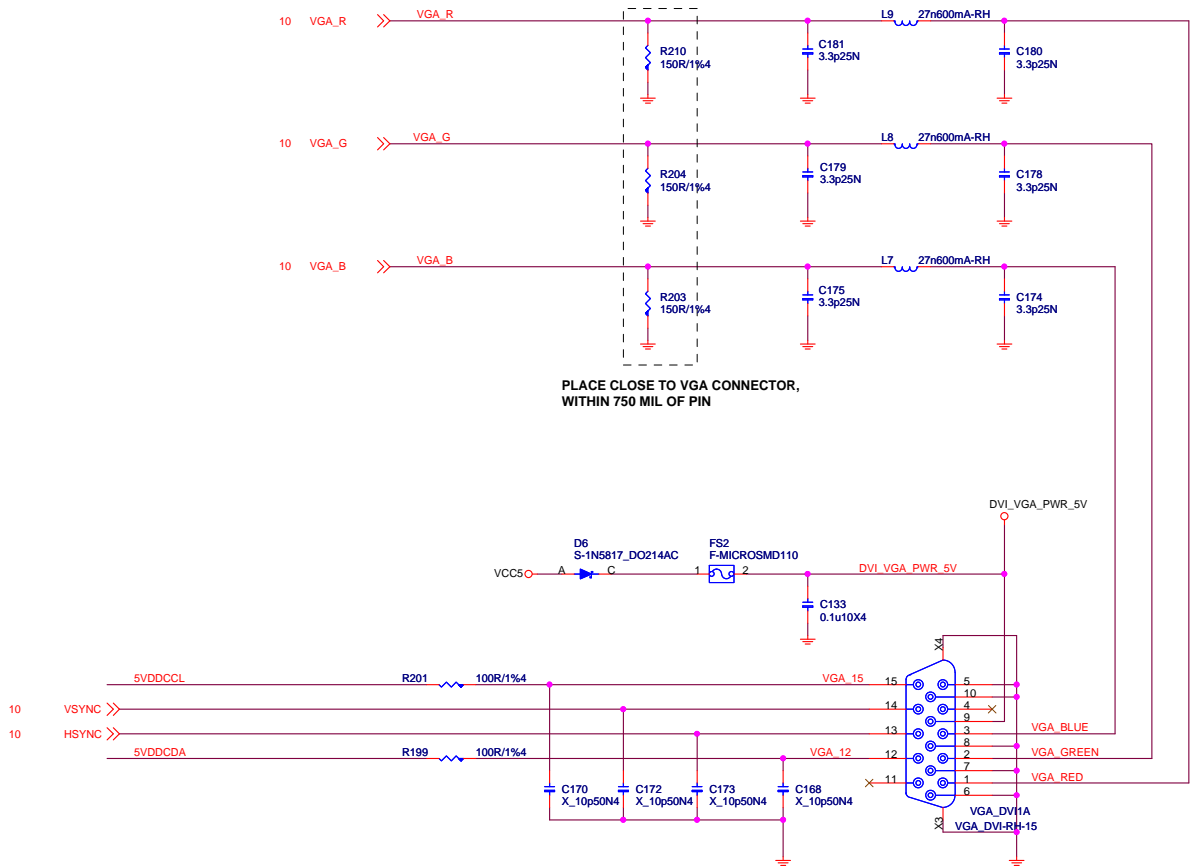 10 VGA_R VGA_R L9 27n600mA-RH
R210
150R/1%4
C181
3.3p25N
C180
3.3p25N
10 VGA_G VGA_G L8 27n600mA-RH
R204
150R/1%4
C179
3.3p25N
C178
3.3p25N
10 VGA_B VGA_B L7 27n600mA-RH
R203
150R/1%4
C175
3.3p25N
C174
3.3p25N
PLACE CLOSE TO VGA CONNECTOR,
WITHIN 750 MIL OF PIN
DVI_VGA_PWR_5V
D6
S-1N5817_DO214AC
FS2
F-MICROSMD110
VCC5 A C 1 2 DVI_VGA_PWR_5V
C133
0.1u10X4
X4
5VDDCCL R201 100R/1%4 VGA_15 15 5
10
10 VSYNC 14 4
9
10 HSYNC 13 3 VGA_BLUE
8
5VDDCDA R199 100R/1%4 VGA_12 12 2 VGA_GREEN
7
11 1 VGA_RED
6
C170
X_10p50N4
C172
X_10p50N4
C173
X_10p50N4
C168
X_10p50N4
X3
VGA_DVI1A
VGA_DVI-RH-15